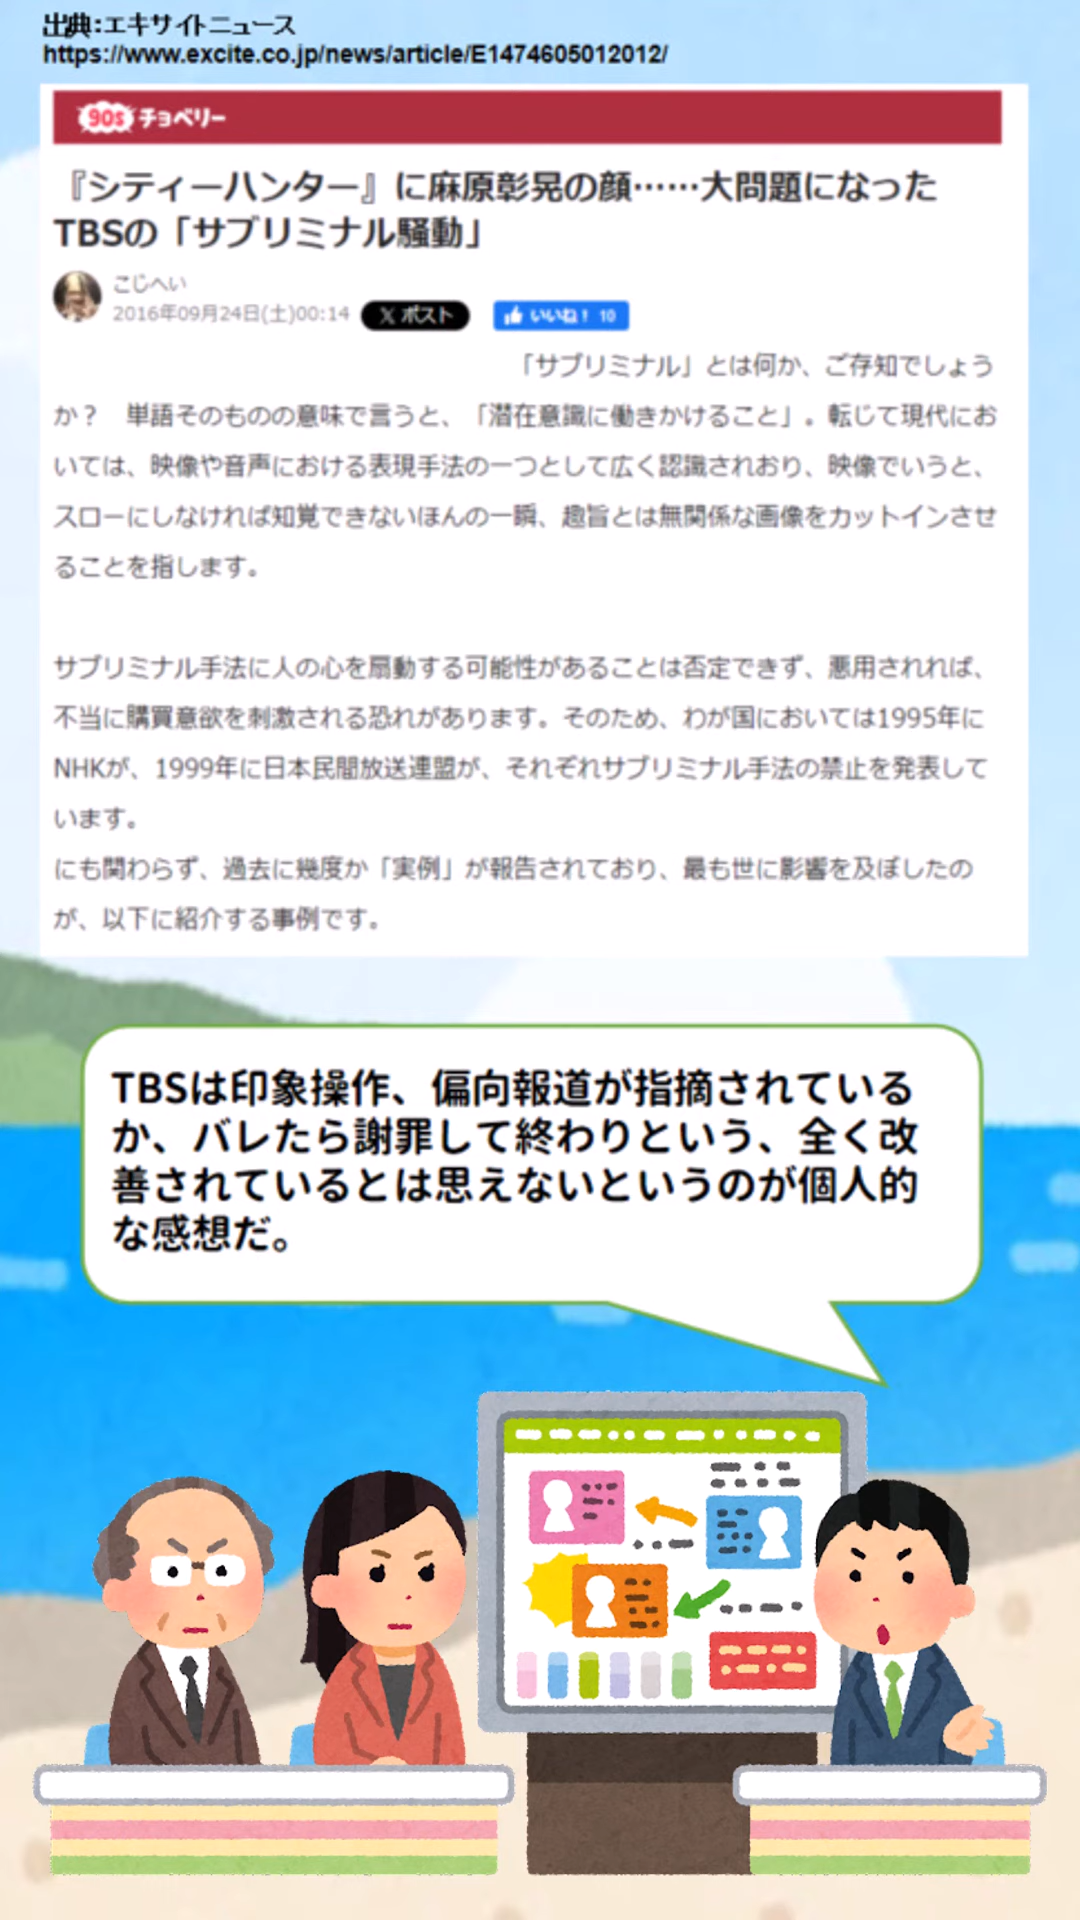 出典:エキサイトニュース
https://www.excite.co.jp/news/article/E1474605012012/
90s チョベリー
『シティーハンター』に麻原彰晃の顔……大問題になった
TBSの「サブリミナル騒動」
こじへい
2016年09月24日(土)00:14 X ポスト いいね! 10
「サブリミナル」とは何か、ご存知でしょう
か? 単語そのものの意味で言うと、「潜在意識に働きかけること」。転じて現代にお
いては、映像や音声における表現手法の一つとして広く認識されおり、映像でいうと、
スローにしなければ知覚できないほんの一瞬、趣旨とは無関係な画像をカットインさせ
ることを指します。
サブリミナル手法に人の心を扇動する可能性があることは否定できず、悪用されれば、
不当に購買意欲を刺激される恐れがあります。そのため、わが国においては1995年に
NHKが、1999年に日本民間放送連盟が、それぞれサブリミナル手法の禁止を発表して
います。
にも関わらず、過去に幾度か「実例」が報告されており、最も世に影響を及ぼしたの
が、以下に紹介する事例です。
TBSは印象操作、偏向報道が指摘されている
か、バレたら謝罪して終わりという、全く改
善されているとは思えないというのが個人的
な感想だ。